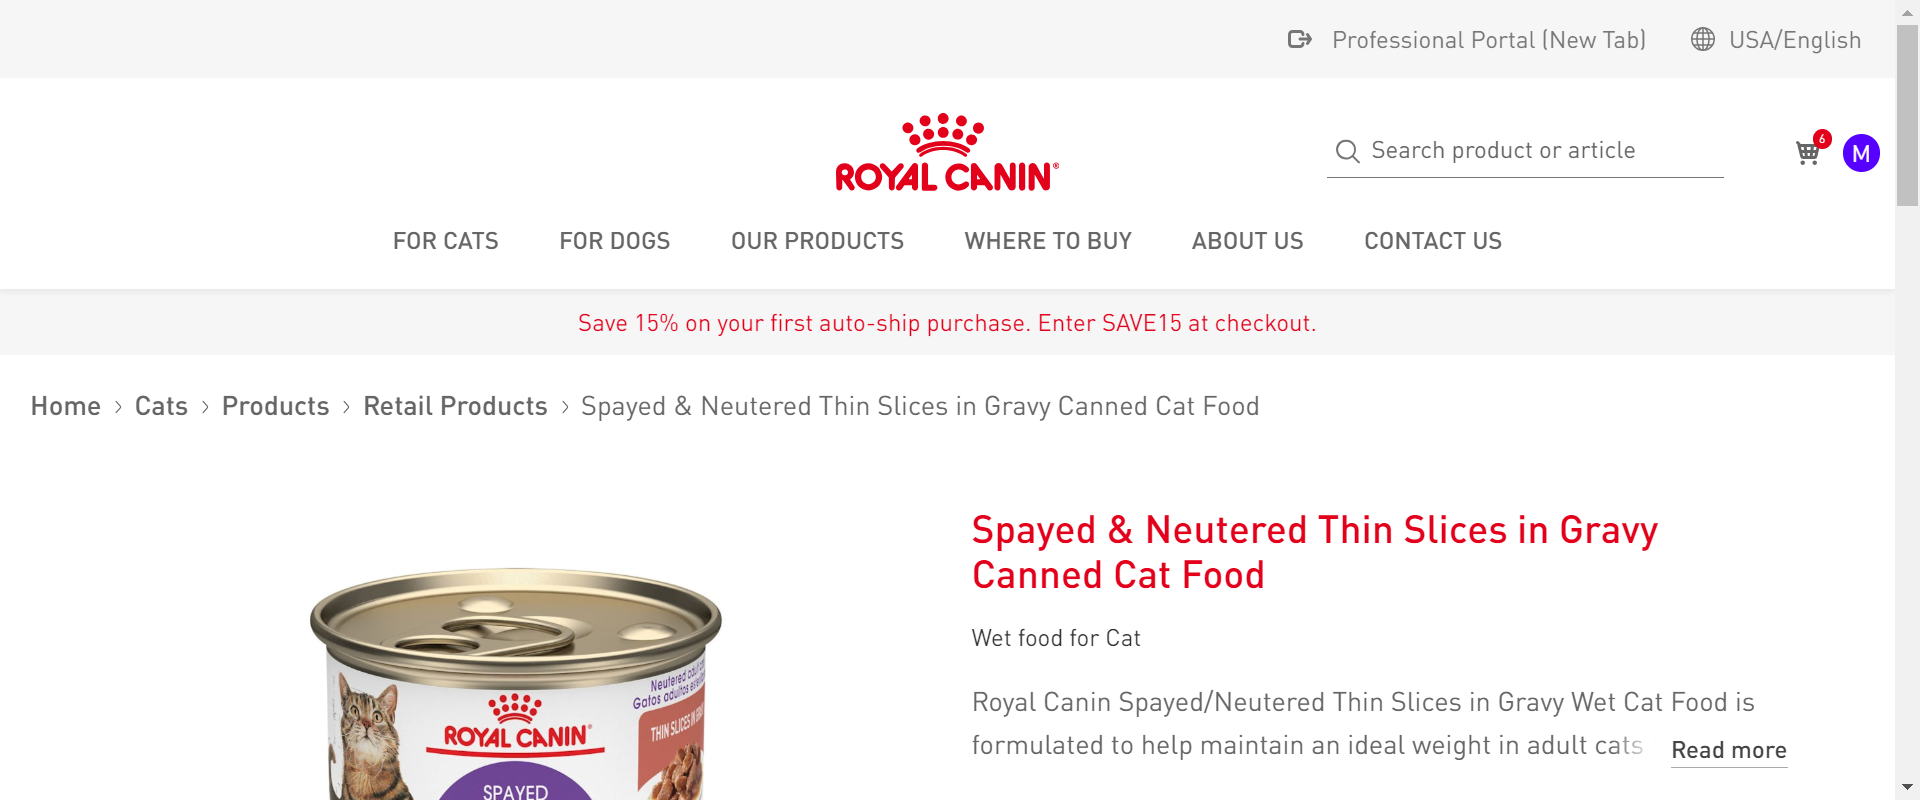 Professional Portal (New Tab)
USA/English
ROYAL CANIN®
Search product or article
6
M
FOR CATS
FOR DOGS
OUR PRODUCTS
WHERE TO BUY
ABOUT US
CONTACT US
Save 15% on your first auto-ship purchase. Enter SAVE15 at checkout.
Home > Cats > Products > Retail Products > Spayed & Neutered Thin Slices in Gravy Canned Cat Food
Spayed & Neutered Thin Slices in Gravy
Canned Cat Food
Wet food for Cat
Royal Canin Spayed/Neutered Thin Slices in Gravy Wet Cat Food is
formulated to help maintain an ideal weight in adult cats
Read more
Neutered adult
Gatos adultos
ROYAL CANIN®
THIN SLICES IN
SPAYED